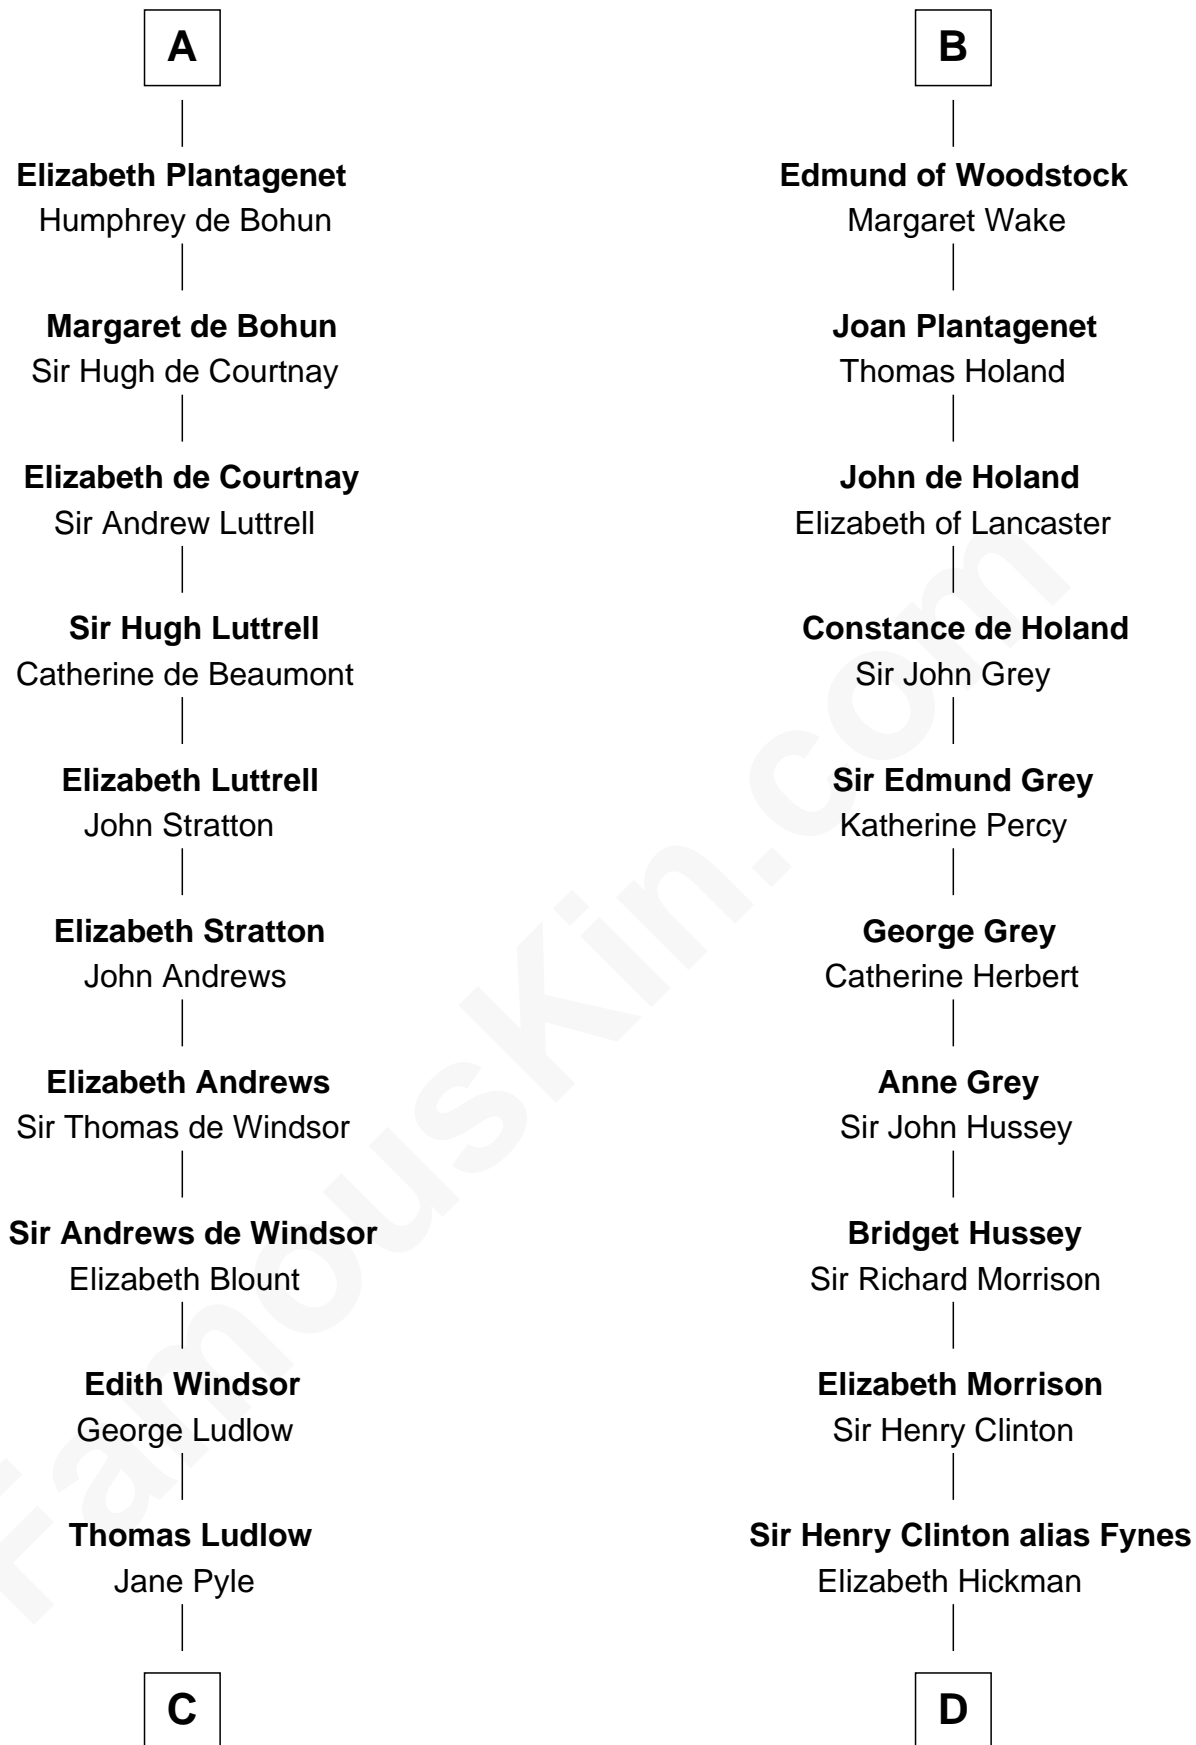 A
Elizabeth Plantagenet
Humphrey de Bohun
Margaret de Bohun
Sir Hugh de Courtnay
Elizabeth de Courtnay
Sir Andrew Luttrell
Sir Hugh Luttrell
Catherine de Beaumont
Elizabeth Luttrell
John Stratton
Elizabeth Stratton
John Andrews
Elizabeth Andrews
Sir Thomas de Windsor
Sir Andrews de Windsor
Elizabeth Blount
Edith Windsor
George Ludlow
Thomas Ludlow
Jane Pyle
C
B
Edmund of Woodstock
Margaret Wake
Joan Plantagenet
Thomas Holand
John de Holand
Elizabeth of Lancaster
Constance de Holand
Sir John Grey
Sir Edmund Grey
Katherine Percy
George Grey
Catherine Herbert
Anne Grey
Sir John Hussey
Bridget Hussey
Sir Richard Morrison
Elizabeth Morrison
Sir Henry Clinton
Sir Henry Clinton alias Fynes
Elizabeth Hickman
D
FamousKin.com